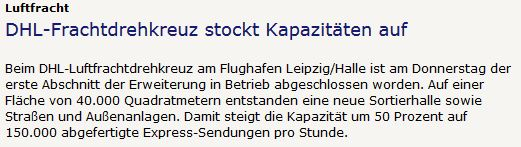 Luftfracht
DHL-Frachtdrehkreuz stockt Kapazitäten auf
Beim DHL-Luftfrachtdrehkreuz am Flughafen Leipzig/Halle ist am Donnerstag der
erste Abschnitt der Erweiterung in Betrieb abgeschlossen worden. Auf einer
Fläche von 40.000 Quadratmetern entstanden eine neue Sortierhalle sowie
Straßen und Außenanlagen. Damit steigt die Kapazität um 50 Prozent auf
150.000 abgefertigte Express-Sendungen pro Stunde.